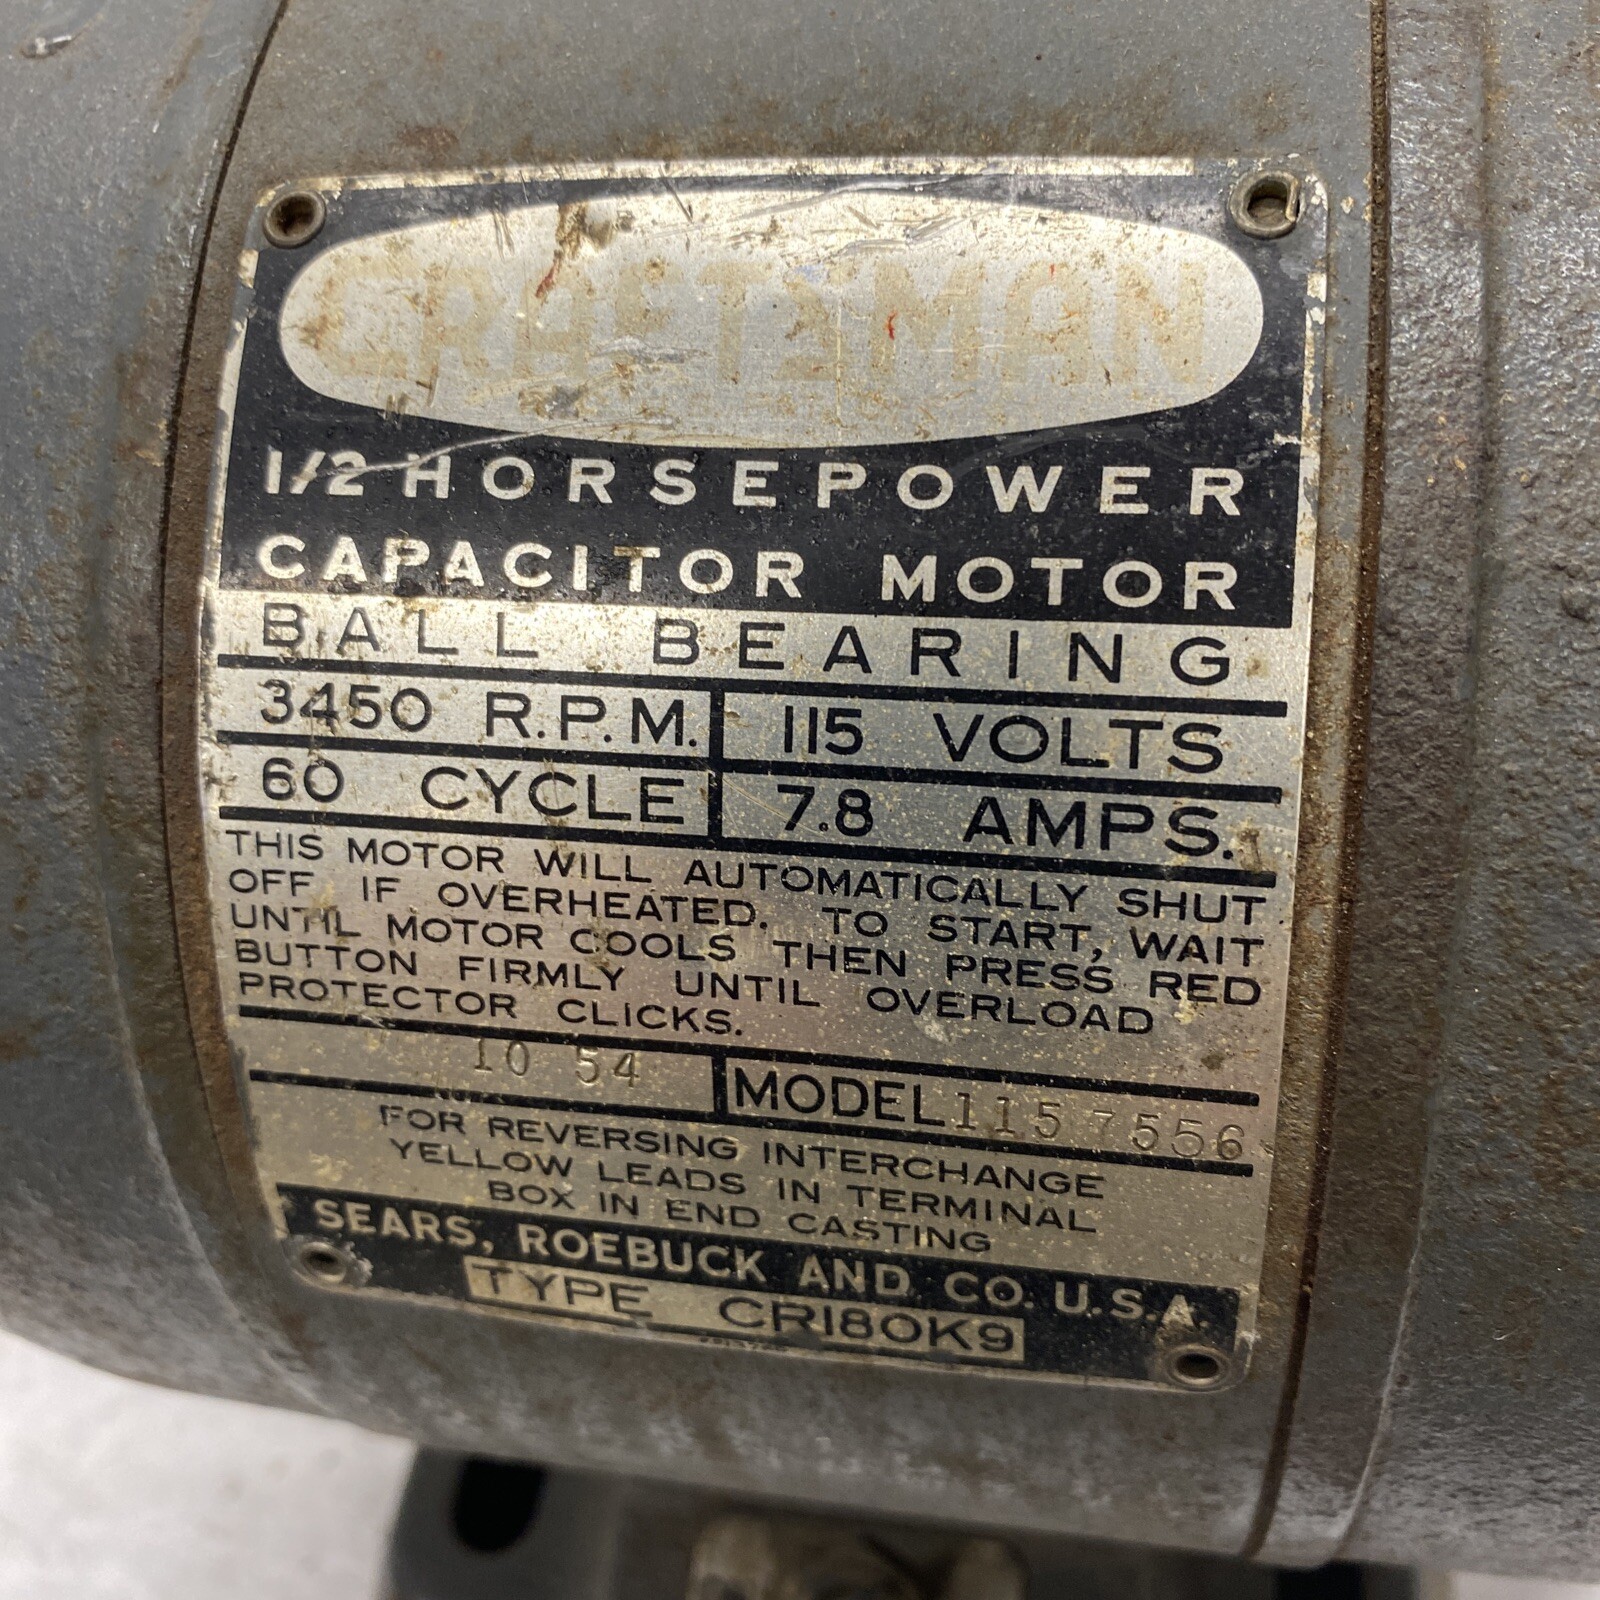 CRAFTSMAN
1/2 HORSEPOWER
CAPACITOR MOTOR
BALL BEARING
3450 R.P.M. 115 VOLTS
60 CYCLE 7.8 AMPS.
THIS MOTOR WILL AUTOMATICALLY SHUT
OFF IF OVERHEATED. TO START, WAIT
UNTIL MOTOR COOLS THEN PRESS RED
BUTTON FIRMLY UNTIL OVERLOAD
PROTECTOR CLICKS.
10 54 MODEL 115 7556
FOR REVERSING INTERCHANGE
YELLOW LEADS IN TERMINAL
BOX IN END CASTING
SEARS, ROEBUCK AND CO. U.S.A.
TYPE CR180K9